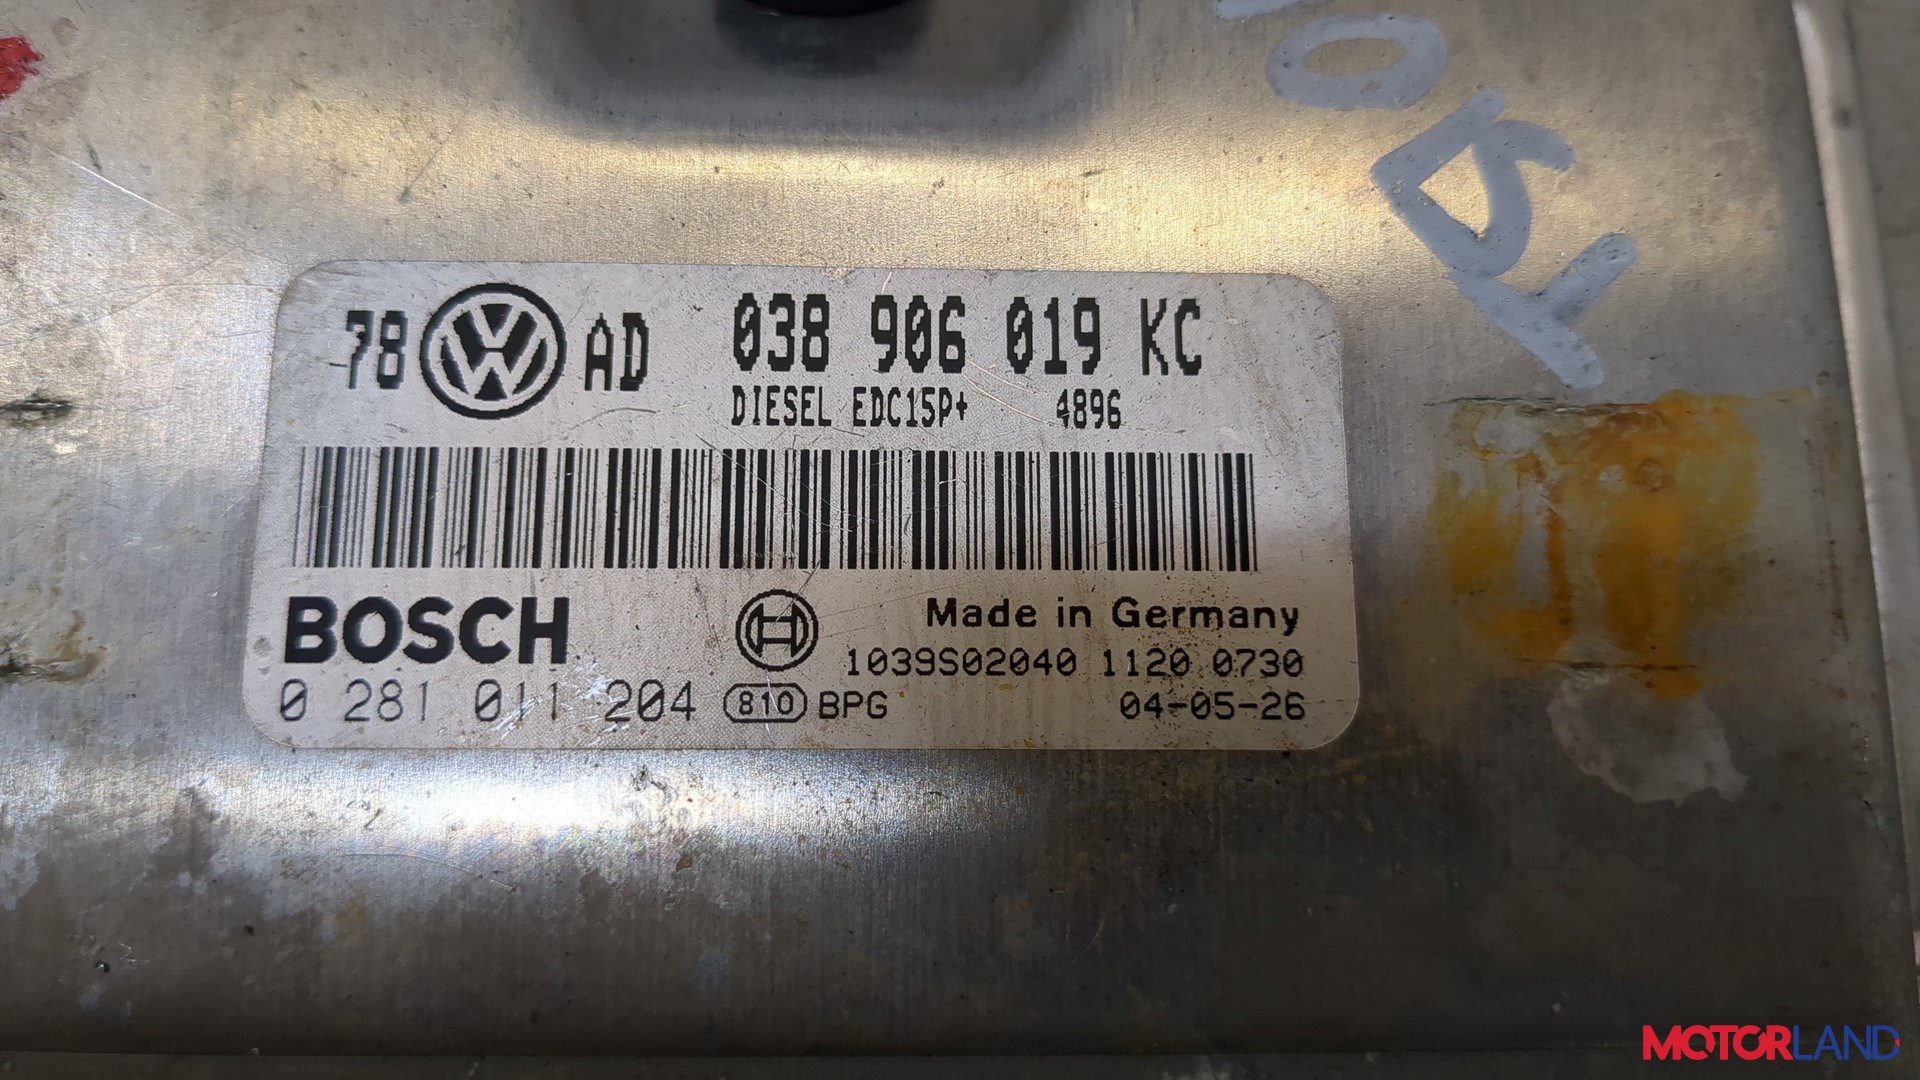 78 AD 038 906 019 KC
DIESEL EDC15P+ 4896
BOSCH
Made in Germany
1039S02040 1120 0730
0 281 011 204 810 BPG 04-05-26
MOTORLAND